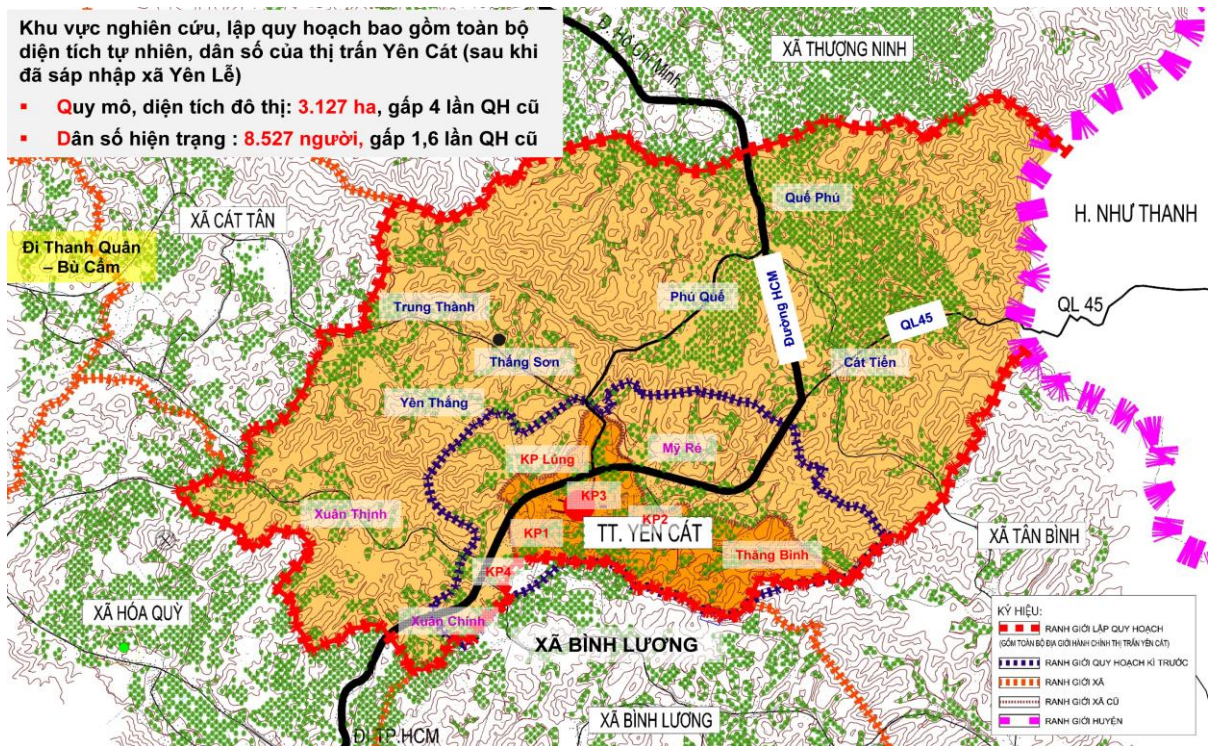 Khu vực nghiên cứu, lập quy hoạch bao gồm toàn bộ
diện tích tự nhiên, dân số của thị trấn Yên Cát (sau khi
đã sáp nhập xã Yên Lễ)
▪ Quy mô, diện tích đô thị: 3.127 ha, gấp 4 lần QH cũ
▪ Dân số hiện trạng : 8.527 người, gấp 1,6 lần QH cũ
Đ. Hồ Chí Minh
XÃ THƯỢNG NINH
Quế Phú
XÃ CÁT TÂN
H. NHƯ THANH
Đi Thanh Quân
– Bù Cẩm
Phú Quế
Đường HCM
Trung Thành
QL 45
QL45
Thắng Sơn
Cát Tiến
Yên Thắng
Mỹ Ré
KP Lúng
KP3
Xuân Thịnh
KP2
KP1
TT. YÊN CÁT
XÃ TÂN BÌNH
Thăng Bình
KP4
XÃ HÓA QUỲ
Xuân Chính
XÃ BÌNH LƯƠNG
XÃ BÌNH LƯƠNG
ĐI TP.HCM
KÝ HIỆU:
RANH GIỚI LẬP QUY HOẠCH
(GỒM TOÀN BỘ ĐỊA GIỚI HÀNH CHÍNH THỊ TRẤN YÊN CÁT)
RANH GIỚI QUY HOẠCH KÌ TRƯỚC
RANH GIỚI XÃ
RANH GIỚI XÃ CŨ
RANH GIỚI HUYỆN